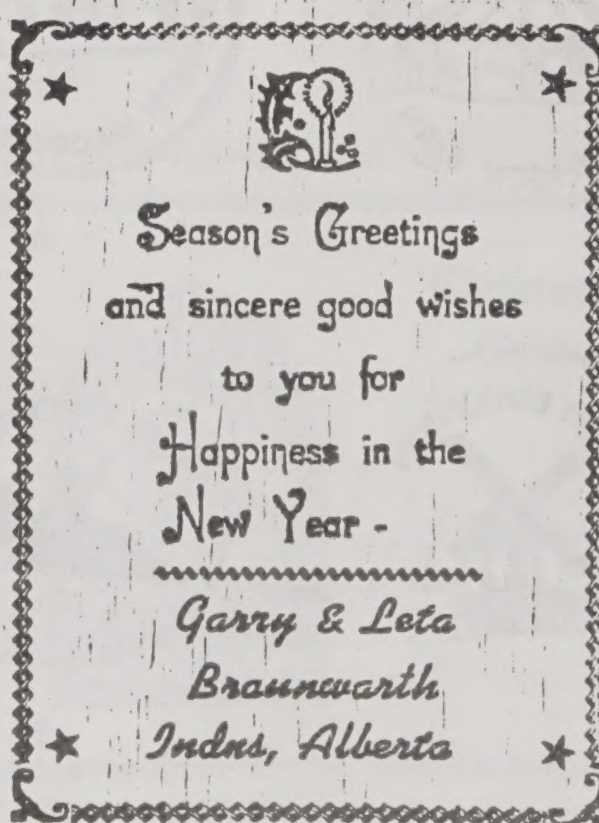 Season's Greetings
and sincere good wishes
to you for
Happiness in the
New Year -
Garry & Leta
Braunwarth
Indus, Alberta